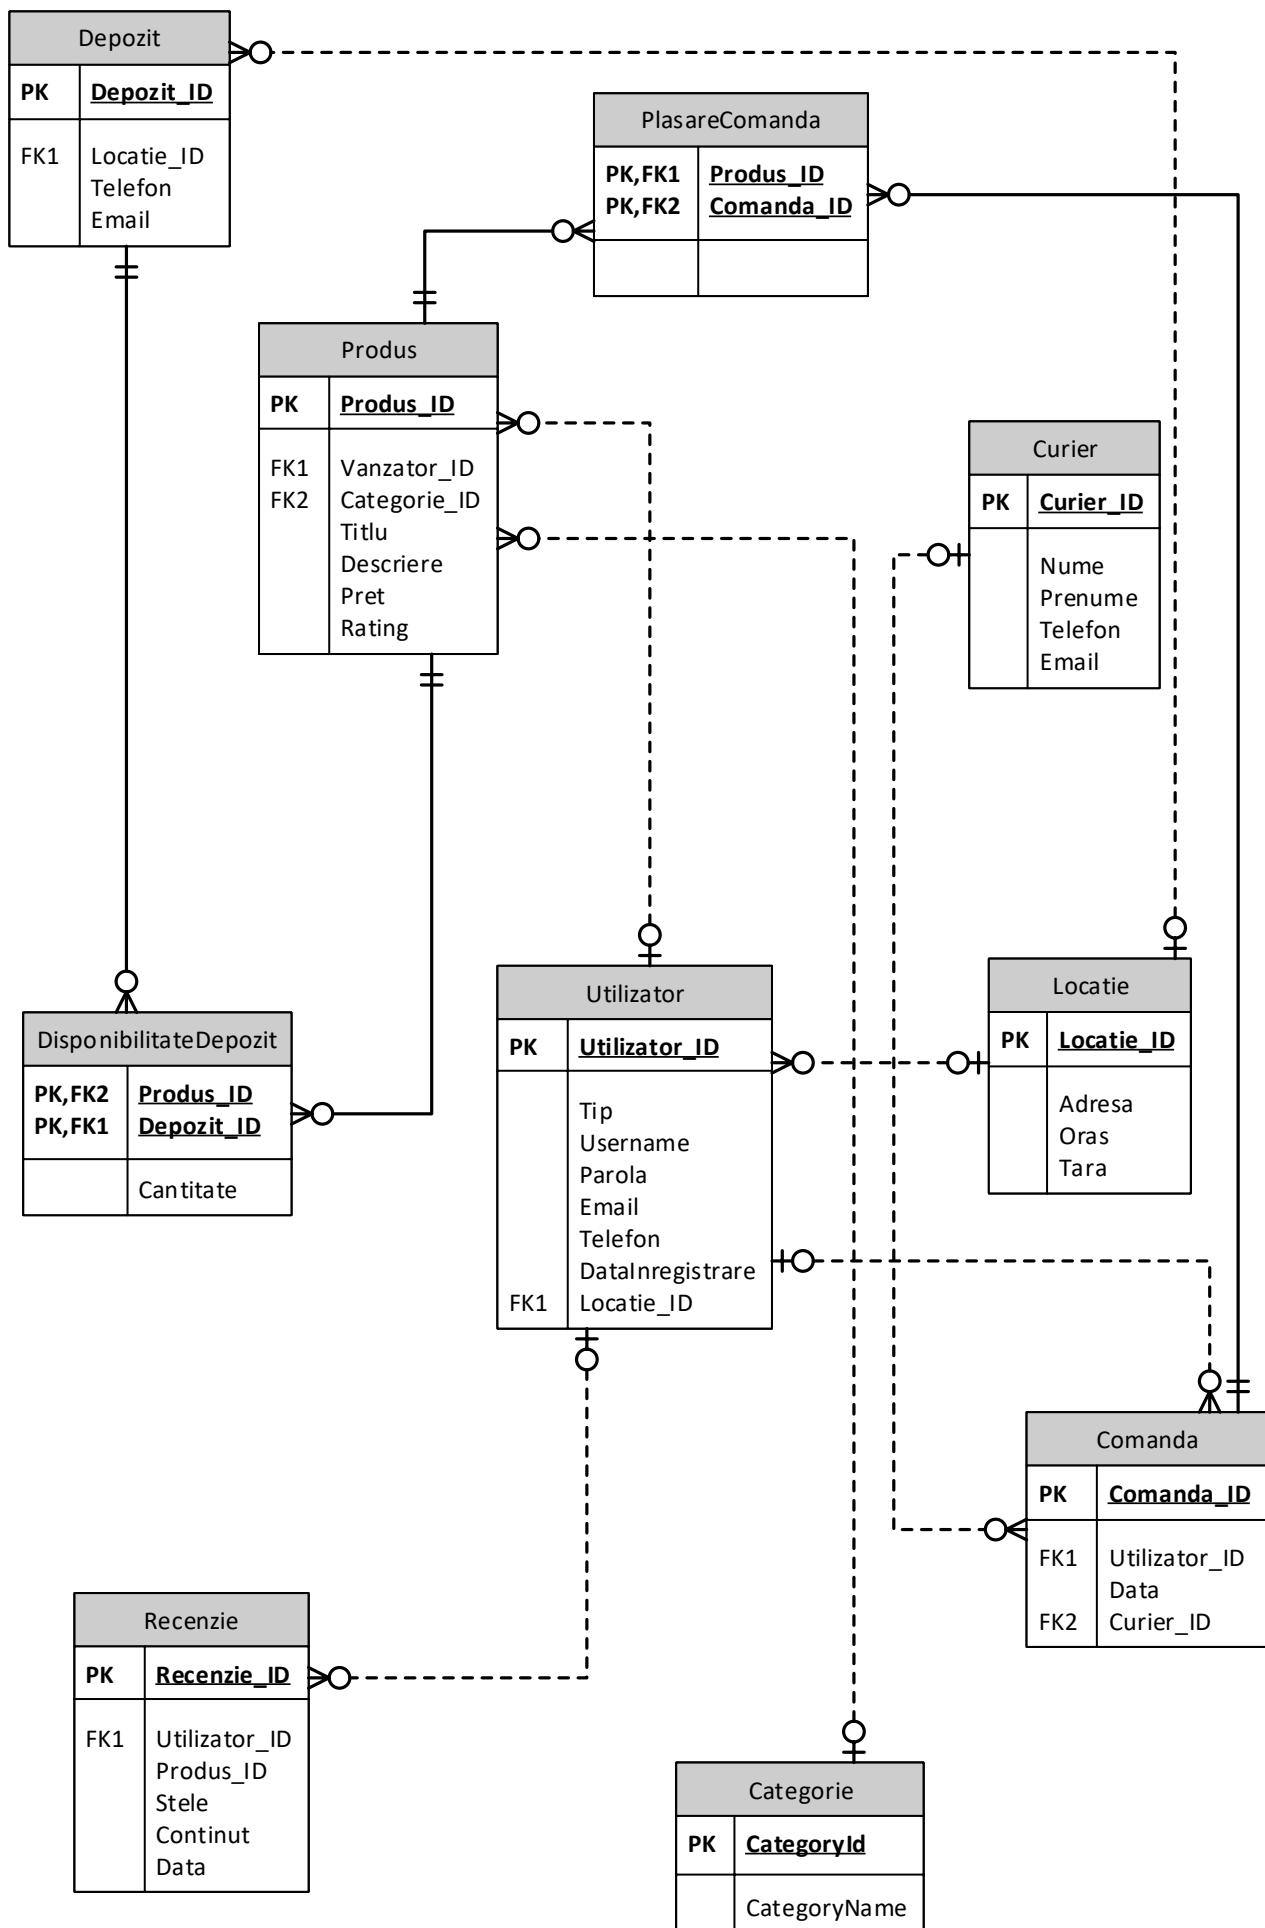 Depozit
PK Depozit_ID
FK1 Locatie_ID
Telefon
Email
PlasareComanda
PK,FK1 Produs_ID
PK,FK2 Comanda_ID
Produs
PK Produs_ID
FK1 Vanzator_ID
FK2 Categorie_ID
Titlu
Descriere
Pret
Rating
Curier
PK Curier_ID
Nume
Prenume
Telefon
Email
Utilizator
PK Utilizator_ID
Tip
Username
Parola
Email
Telefon
DataInregistrare
FK1 Locatie_ID
Locatie
PK Locatie_ID
Adresa
Oras
Tara
DisponibilitateDepozit
PK,FK2 Produs_ID
PK,FK1 Depozit_ID
Cantitate
Comanda
PK Comanda_ID
FK1 Utilizator_ID
Data
FK2 Curier_ID
Recenzie
PK Recenzie_ID
FK1 Utilizator_ID
Produs_ID
Stele
Continut
Data
Categorie
PK CategoryId
CategoryName